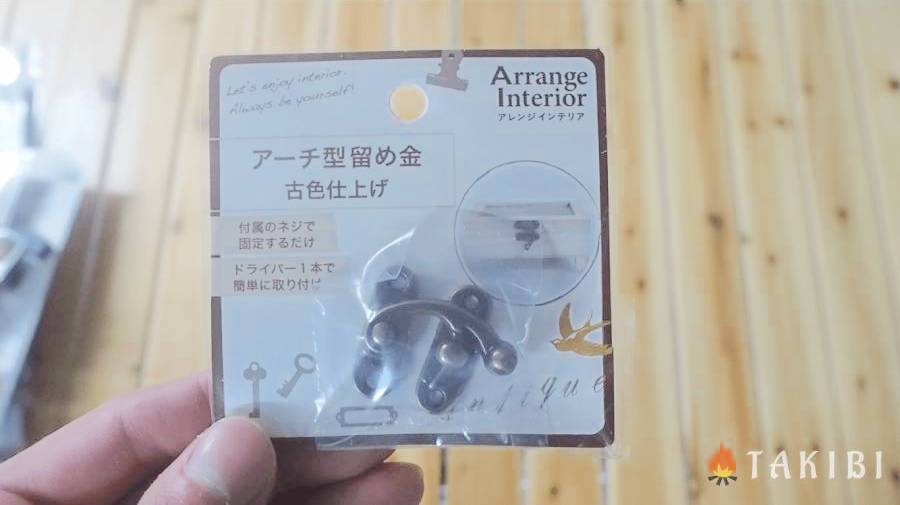 Let's enjoy interior.
Always be yourself!
Arrange
Interior
アレンジインテリア
アーチ型留め金
古色仕上げ
付属のネジで
固定するだけ
ドライバー1本で
簡単に取り付け
antique
TAKIBI